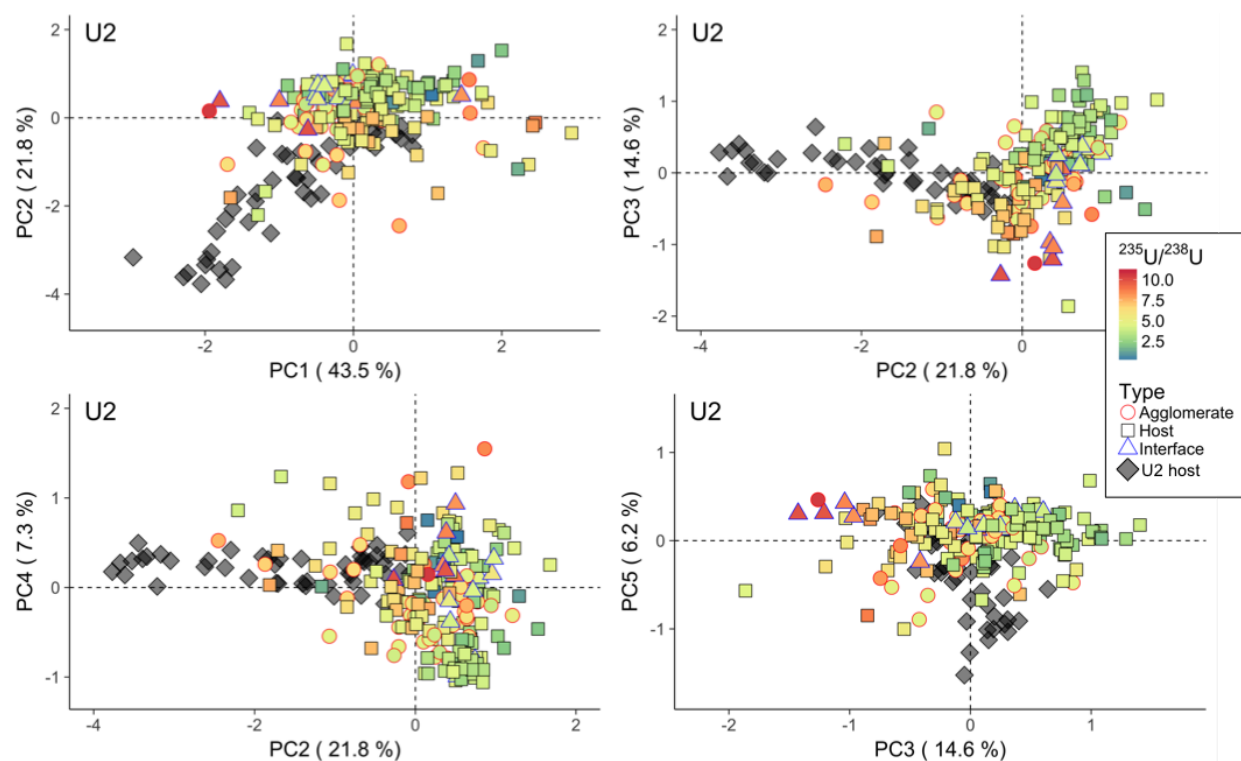 U2
2
0
-2
-4
PC2 ( 21.8 %)
-2
0
2
PC1 ( 43.5 %)
U2
1
0
-1
-2
PC3 ( 14.6 %)
-4
-2
0
PC2 ( 21.8 %)
235U/238U
10.0
7.5
5.0
2.5
Type
Agglomerate
Host
Interface
U2 host
U2
2
1
0
-1
PC4 ( 7.3 %)
-4
-2
0
2
PC2 ( 21.8 %)
U2
1
0
-1
PC5 ( 6.2 %)
-2
-1
0
1
PC3 ( 14.6 %)